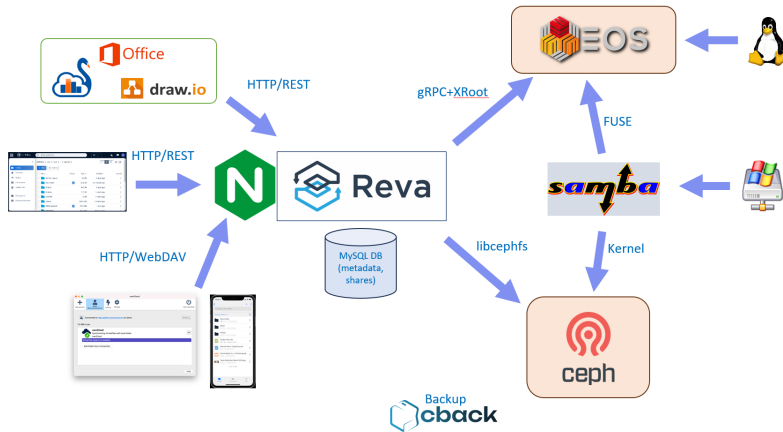 Office
draw.io
HTTP/REST
HTTP/REST
HTTP/WebDAV
N
Reva
MySQL DB
(metadata,
shares)
gRPC+XRoot
EOS
FUSE
samba
libcephfs
Kernel
ceph
Backup
cback